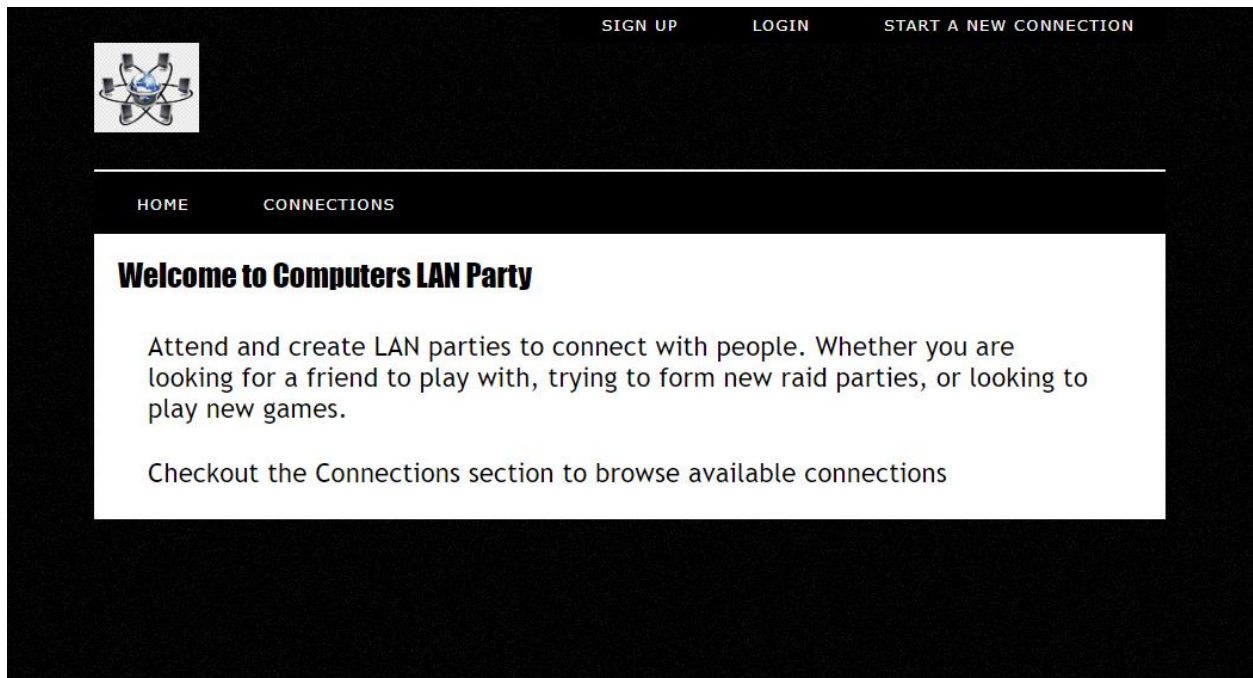 SIGN UP LOGIN START A NEW CONNECTION
HOME CONNECTIONS
Welcome to Computers LAN Party
Attend and create LAN parties to connect with people. Whether you are
looking for a friend to play with, trying to form new raid parties, or looking to
play new games.
Checkout the Connections section to browse available connections